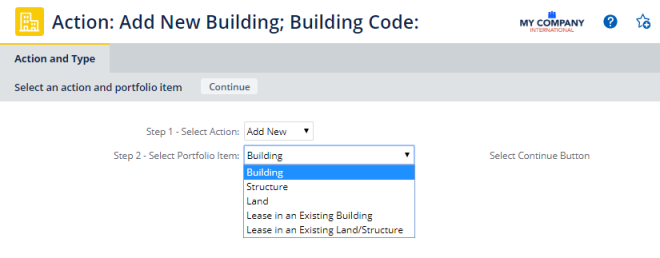 Action: Add New Building; Building Code:
MY COMPANY
INTERNATIONAL
?
Action and Type
Select an action and portfolio item Continue
Step 1 - Select Action: Add New
Step 2 - Select Portfolio Item: Building Select Continue Button
Building
Structure
Land
Lease in an Existing Building
Lease in an Existing Land/Structure